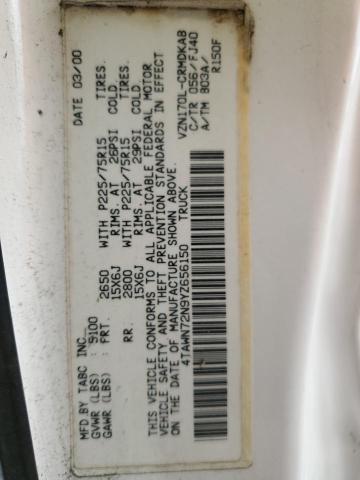 MFD.BY TABC INC. DATE 03/00
GVWR (LBS) : 5100
GAWR (LBS) : FRT. 2650 WITH P225/75R15 TIRES.
15X6J RIMS. AT 26PSI COLD.
RR. 2800 WITH P225/75R15 TIRES.
15X6J RIMS. AT 29PSI COLD.
THIS VEHICLE CONFORMS TO ALL APPLICABLE FEDERAL MOTOR
VEHICLE SAFETY AND THEFT PREVENTION STANDARDS IN EFFECT
ON THE DATE OF MANUFACTURE SHOWN ABOVE.
4TAWN72N9YZ656150 TRUCK
VZN170L-CRMDKAB
C/TR 056/FJ40
A/TM 803A/
R150F